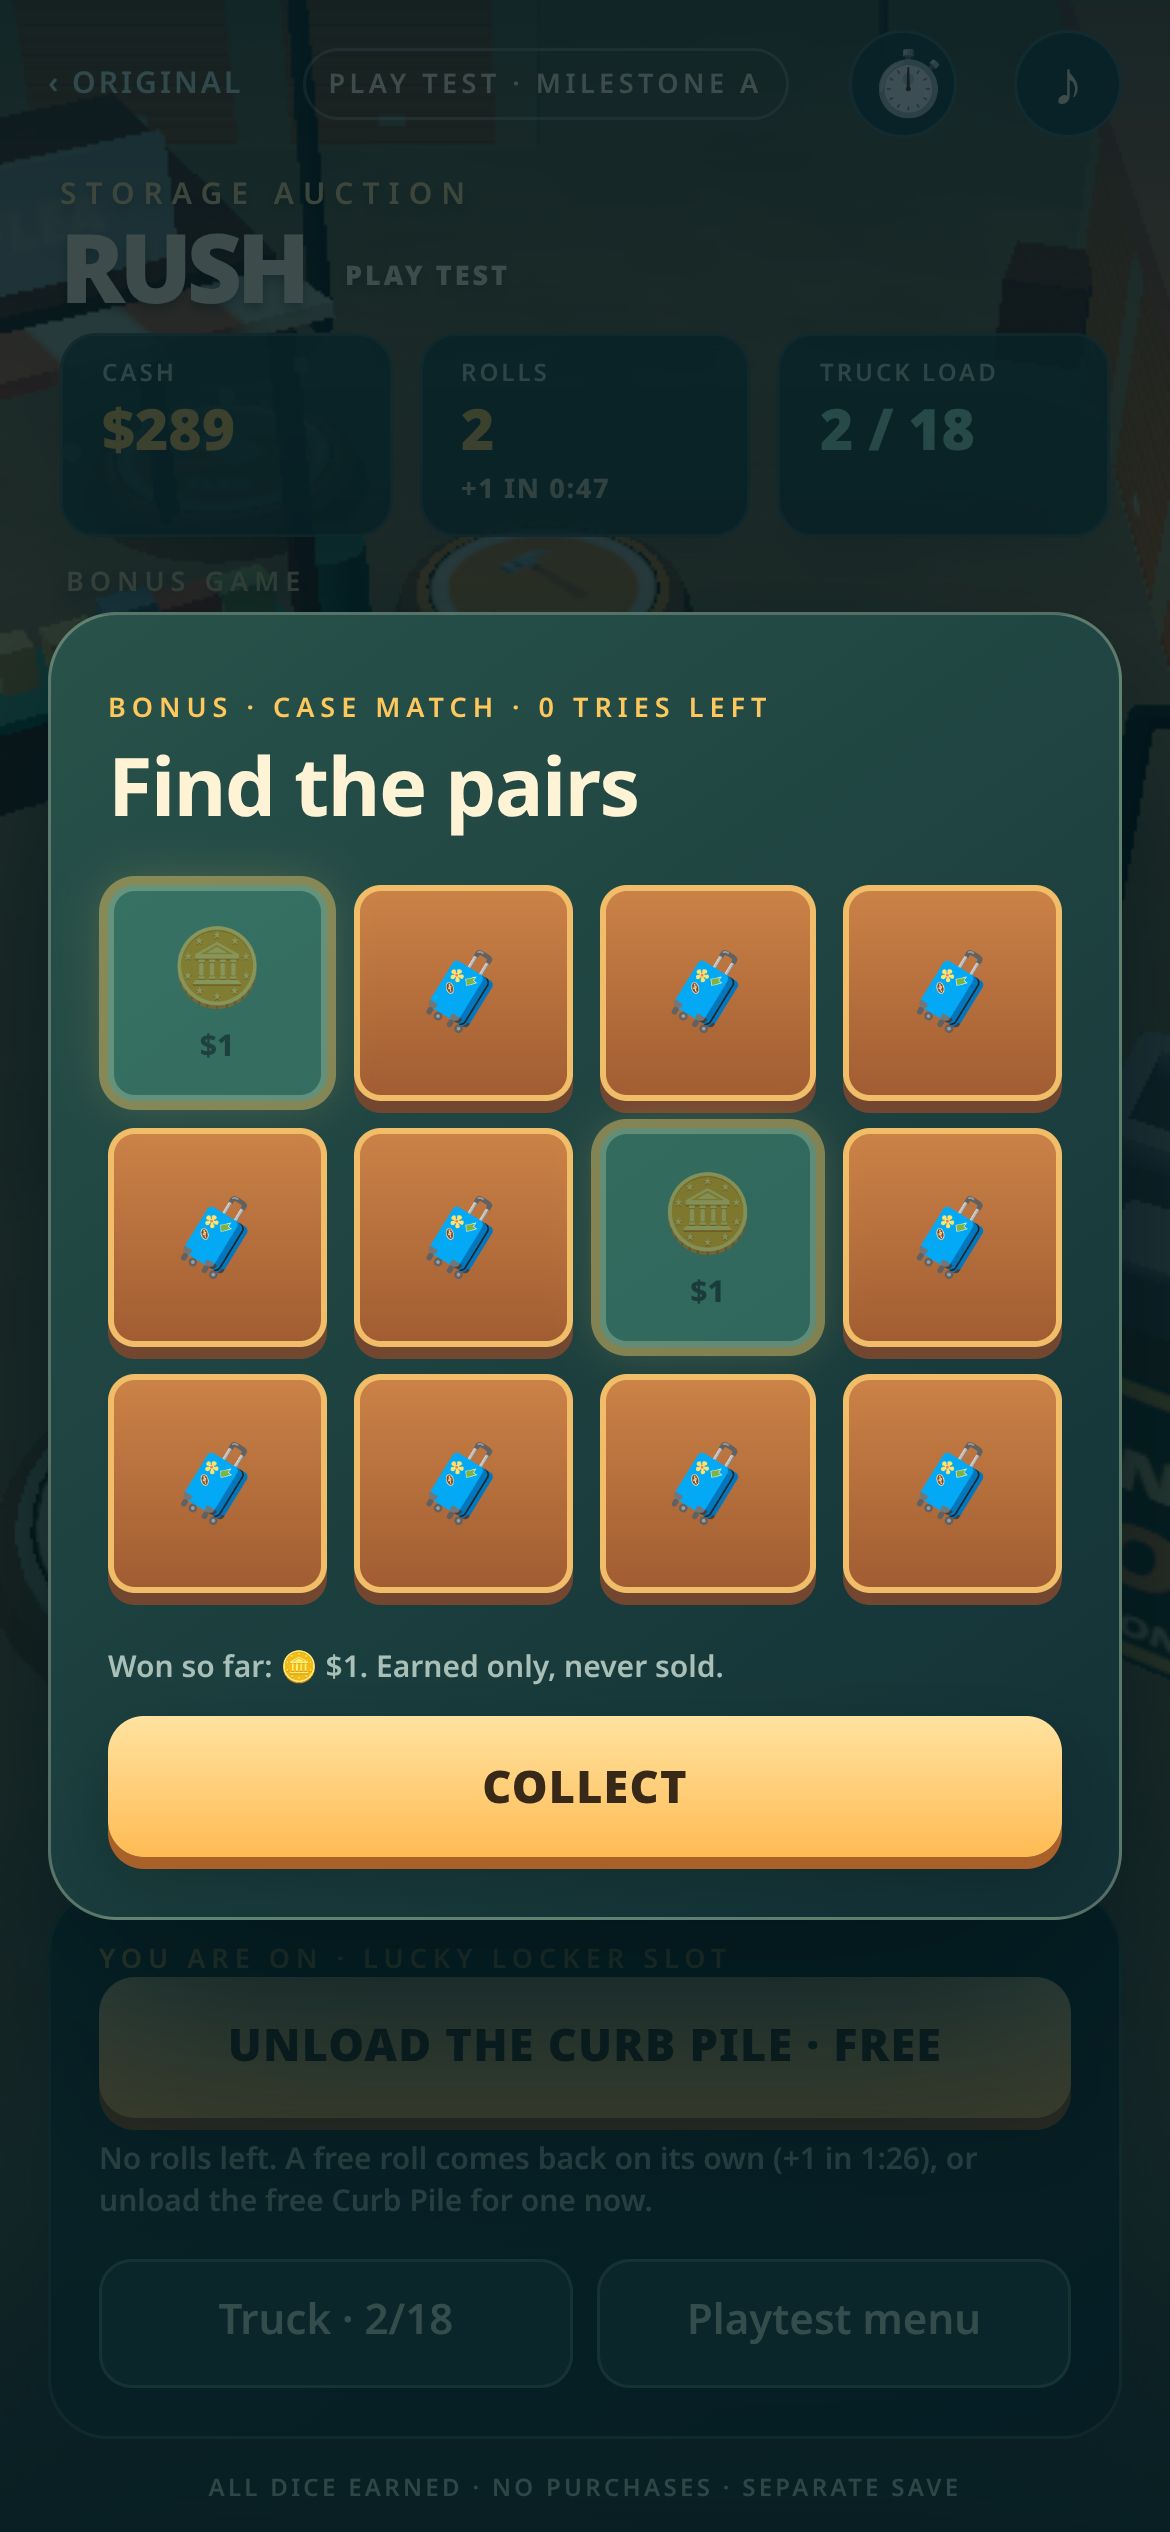 ‹ ORIGINAL
PLAY TEST · MILESTONE A
STORAGE AUCTION
RUSH PLAY TEST
CASH
$289
ROLLS
2
+1 IN 0:47
TRUCK LOAD
2 / 18
BONUS GAME
BONUS · CASE MATCH · 0 TRIES LEFT
Find the pairs
$1
$1
Won so far: 🪙 $1. Earned only, never sold.
COLLECT
YOU ARE ON · LUCKY LOCKER SLOT
UNLOAD THE CURB PILE · FREE
No rolls left. A free roll comes back on its own (+1 in 1:26), or
unload the free Curb Pile for one now.
Truck · 2/18
Playtest menu
ALL DICE EARNED · NO PURCHASES · SEPARATE SAVE